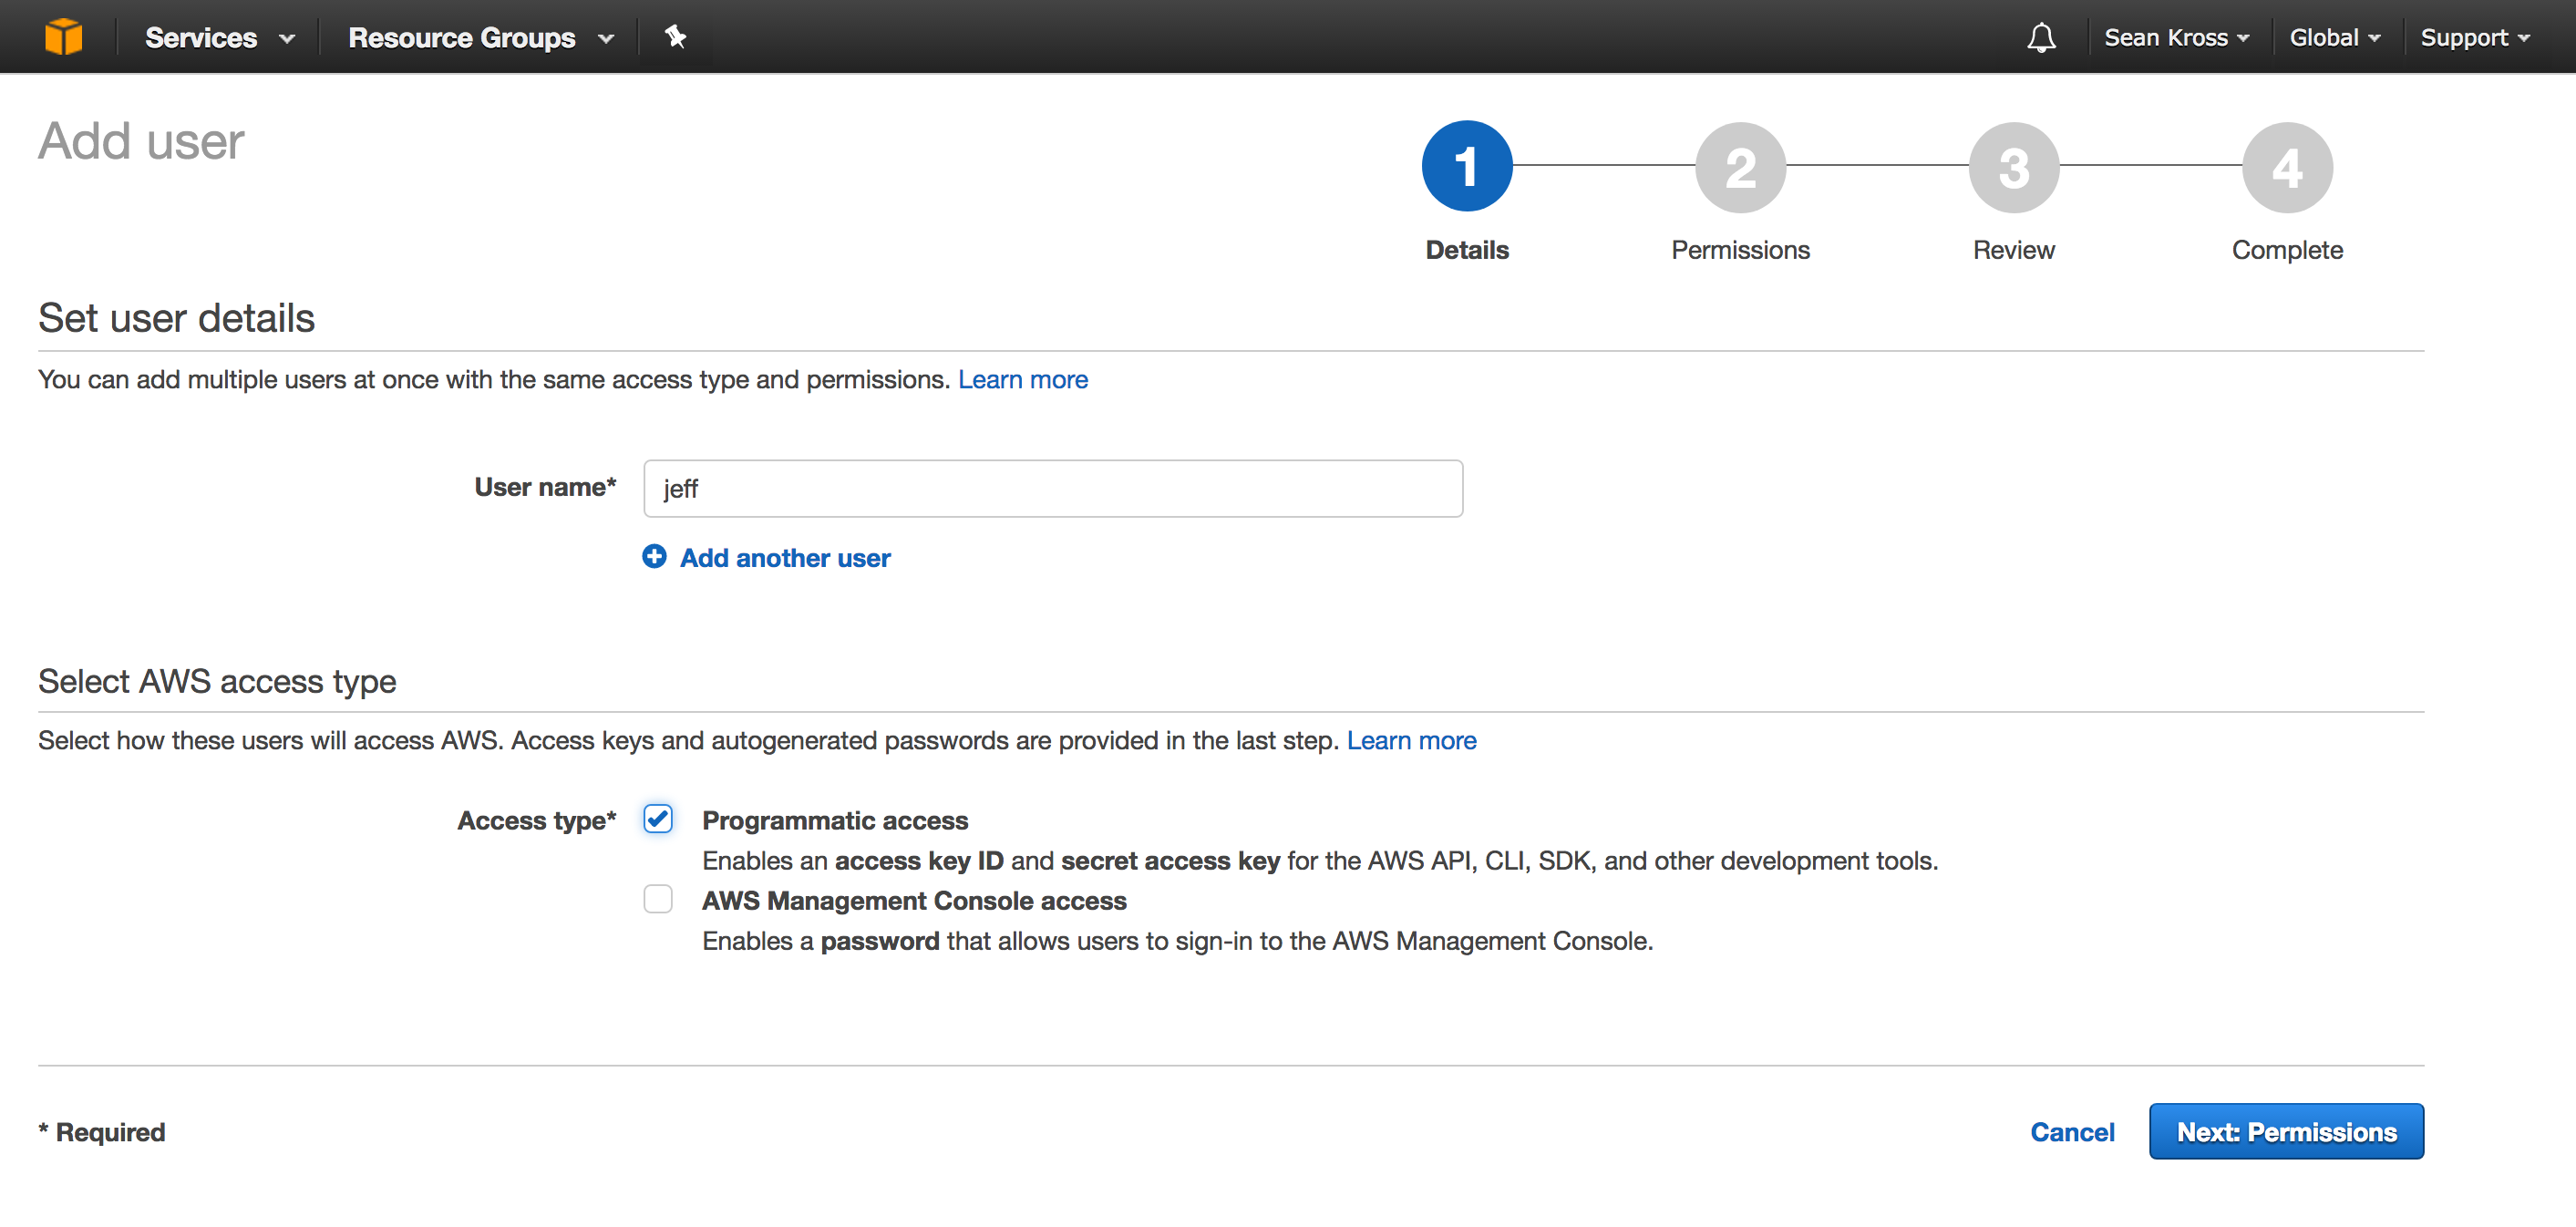 Services Resource Groups Sean Kross Global Support
Add user
1 2 3 4
Details Permissions Review Complete
Set user details
You can add multiple users at once with the same access type and permissions. Learn more
User name* jeff
Add another user
Select AWS access type
Select how these users will access AWS. Access keys and autogenerated passwords are provided in the last step. Learn more
Access type* Programmatic access
Enables an access key ID and secret access key for the AWS API, CLI, SDK, and other development tools.
AWS Management Console access
Enables a password that allows users to sign-in to the AWS Management Console.
* Required Cancel Next: Permissions